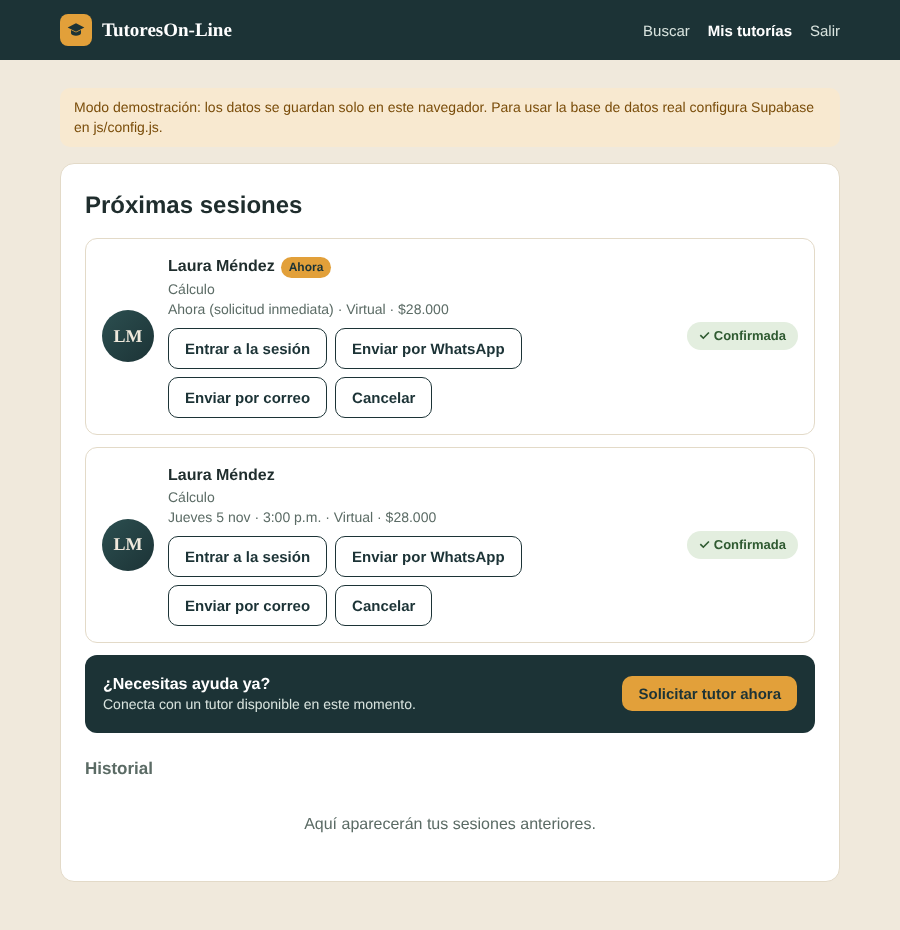 TutoresOn-Line
Buscar
Mis tutorías
Salir
Modo demostración: los datos se guardan solo en este navegador. Para usar la base de datos real configura Supabase
en js/config.js.
Próximas sesiones
Laura Méndez
Ahora
Cálculo
Ahora (solicitud inmediata) · Virtual · $28.000
LM
Entrar a la sesión
Enviar por WhatsApp
Enviar por correo
Cancelar
Confirmada
Laura Méndez
Cálculo
Jueves 5 nov · 3:00 p.m. · Virtual · $28.000
LM
Entrar a la sesión
Enviar por WhatsApp
Enviar por correo
Cancelar
Confirmada
¿Necesitas ayuda ya?
Conecta con un tutor disponible en este momento.
Solicitar tutor ahora
Historial
Aquí aparecerán tus sesiones anteriores.